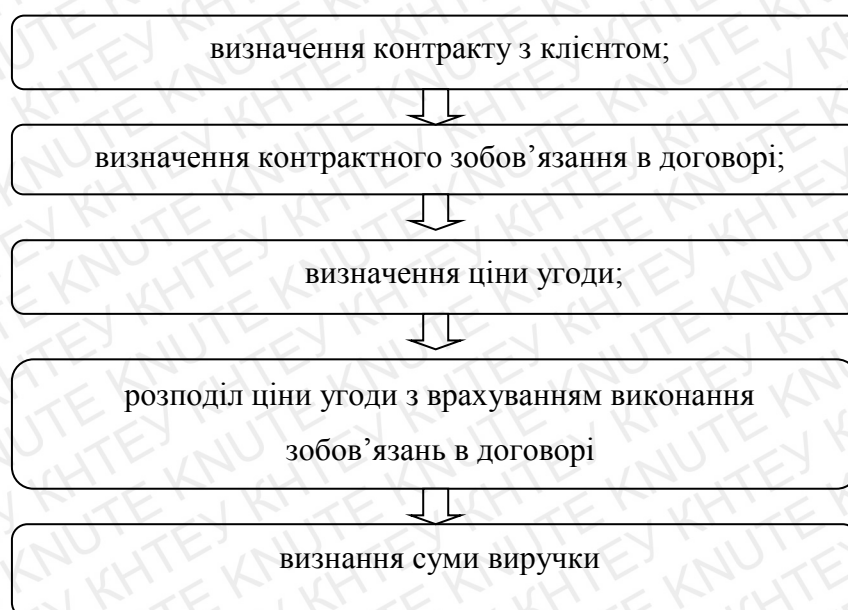 визначення контракту з клієнтом;
визначення контрактного зобов’язання в договорі;
визначення ціни угоди;
розподіл ціни угоди з врахуванням виконання
зобов’язань в договорі
визнання суми виручки